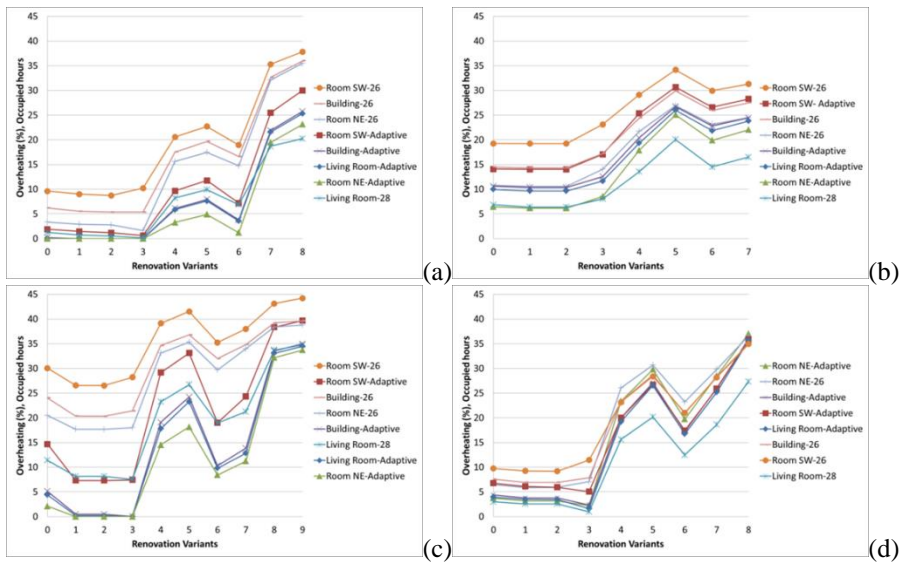 Overheating (%), Occupied hours
45
40
35
30
25
20
15
10
5
0
0 1 2 3 4 5 6 7 8
Renovation Variants
Room SW-26
Building-26
Room NE-26
Room SW-Adaptive
Building-Adaptive
Living Room-Adaptive
Room NE-Adaptive
Living Room-28
(a)
Overheating (%), Occupied hours
45
40
35
30
25
20
15
10
5
0
0 1 2 3 4 5 6 7
Renovation Variants
Room SW-26
Building-26
Room SW- Adaptive
Room NE-26
Building-Adaptive
Living Room-Adaptive
Room NE-Adaptive
Living Room-28
(b)
Overheating (%), Occupied hours
45
40
35
30
25
20
15
10
5
0
0 1 2 3 4 5 6 7 8 9
Renovation Variants
Room SW-26
Room SW-Adaptive
Building-26
Room NE-26
Living Room-28
Building-Adaptive
Living Room-Adaptive
Room NE-Adaptive
(c)
Overheating (%), Occupied hours
45
40
35
30
25
20
15
10
5
0
0 1 2 3 4 5 6 7 8
Renovation Variants
Room NE-Adaptive
Room NE-26
Building-Adaptive
Room SW-Adaptive
Living Room-Adaptive
Building-26
Room SW-26
Living Room-28
(d)